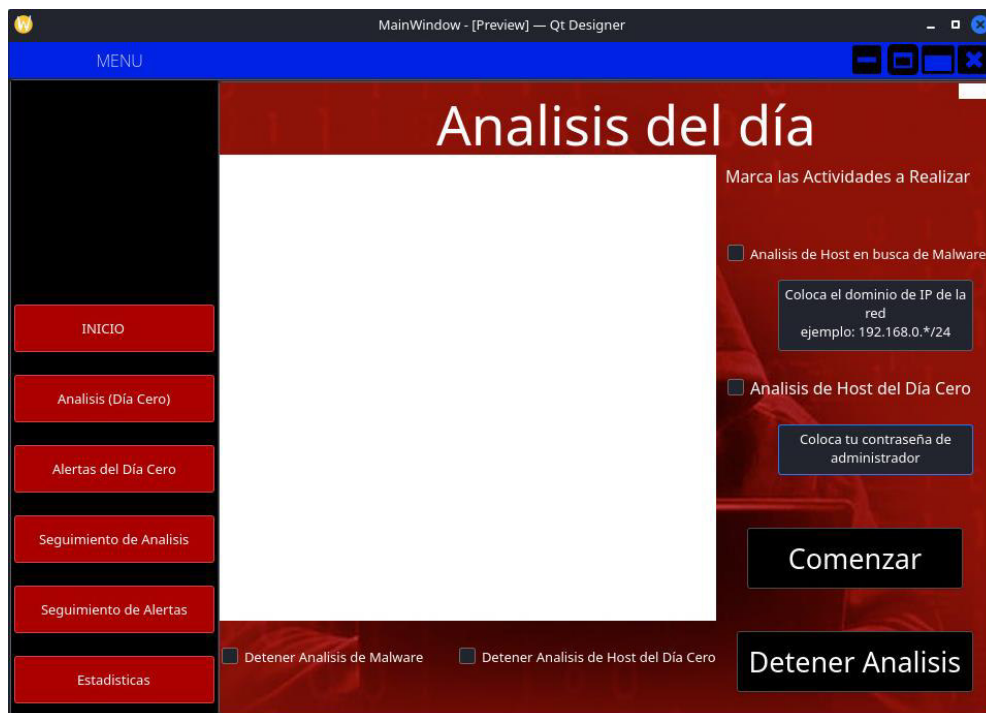 MainWindow - [Preview] — Qt Designer
MENU
Analisis del día
Marca las Actividades a Realizar
Analisis de Host en busca de Malware
Coloca el dominio de IP de la
red
ejemplo: 192.168.0.*/24
INICIO
Analisis (Día Cero)
Analisis de Host del Día Cero
Coloca tu contraseña de
administrador
Alertas del Día Cero
Seguimiento de Analisis
Comenzar
Seguimiento de Alertas
Detener Analisis de Malware
Detener Analisis de Host del Día Cero
Detener Analisis
Estadisticas